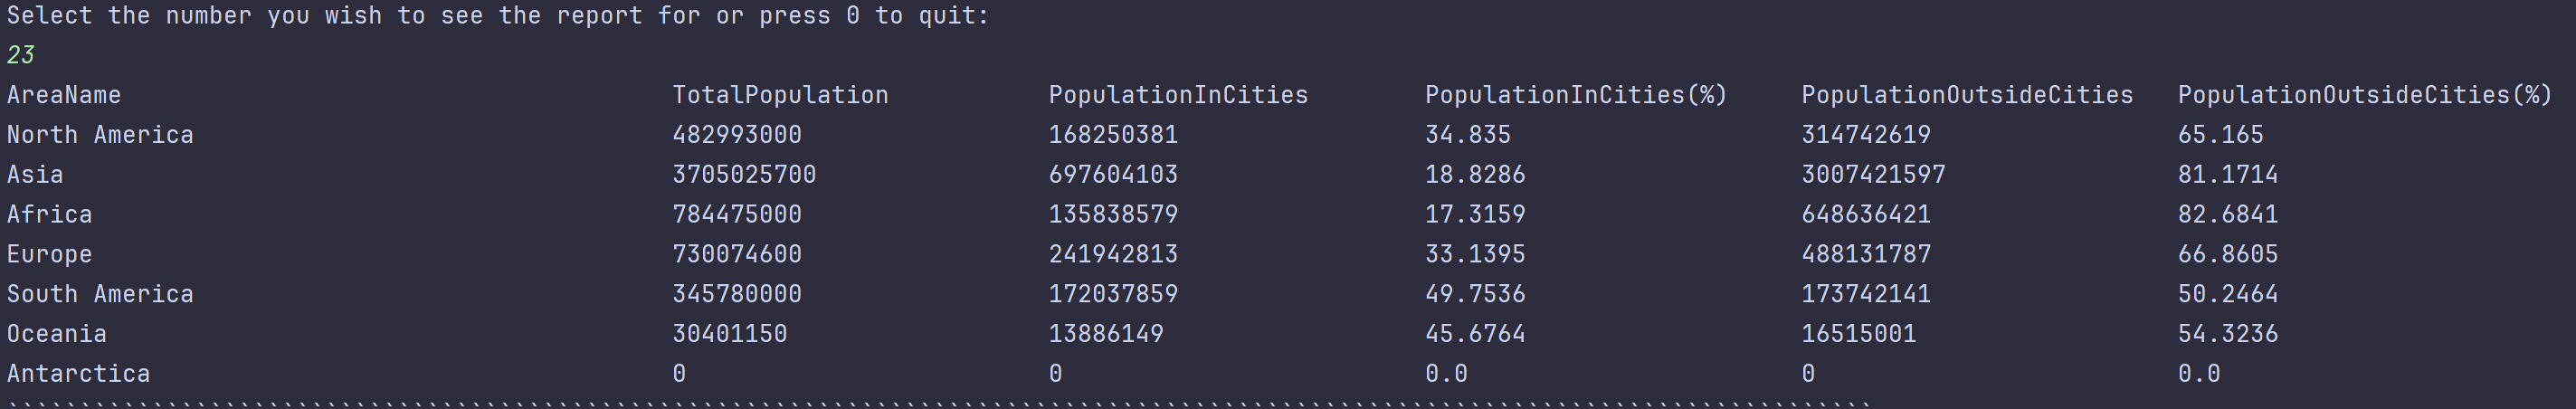 Select the number you wish to see the report for or press 0 to quit:
23
AreaName TotalPopulation PopulationInCities PopulationInCities(%) PopulationOutsideCities PopulationOutsideCities(%)
North America 482993000 168250381 34.835 314742619 65.165
Asia 3705025700 697604103 18.8286 3007421597 81.1714
Africa 784475000 135838579 17.3159 648636421 82.6841
Europe 730074600 241942813 33.1395 488131787 66.8605
South America 345780000 172037859 49.7536 173742141 50.2464
Oceania 30401150 13886149 45.6764 16515001 54.3236
Antarctica 0 0 0.0 0 0.0